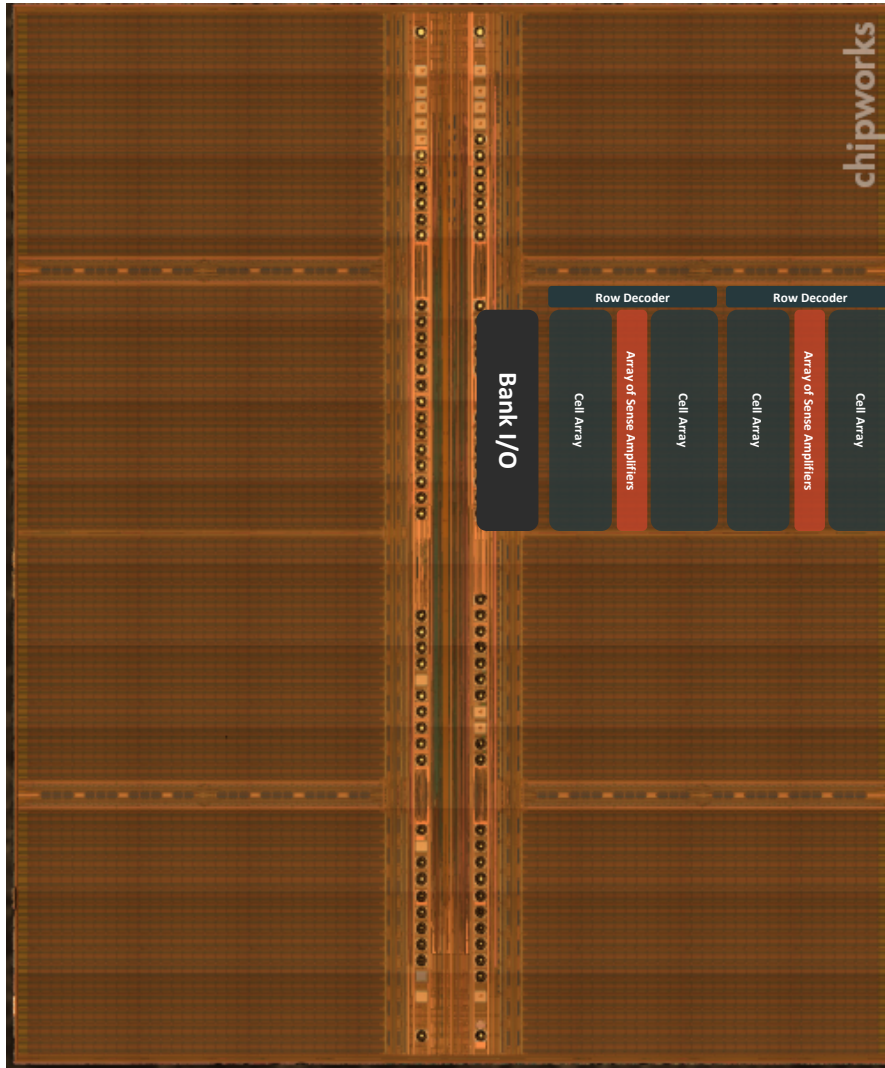 chipworks
Row Decoder
Row Decoder
Bank I/O
Cell Array
Array of Sense Amplifiers
Cell Array
Cell Array
Array of Sense Amplifiers
Cell Array